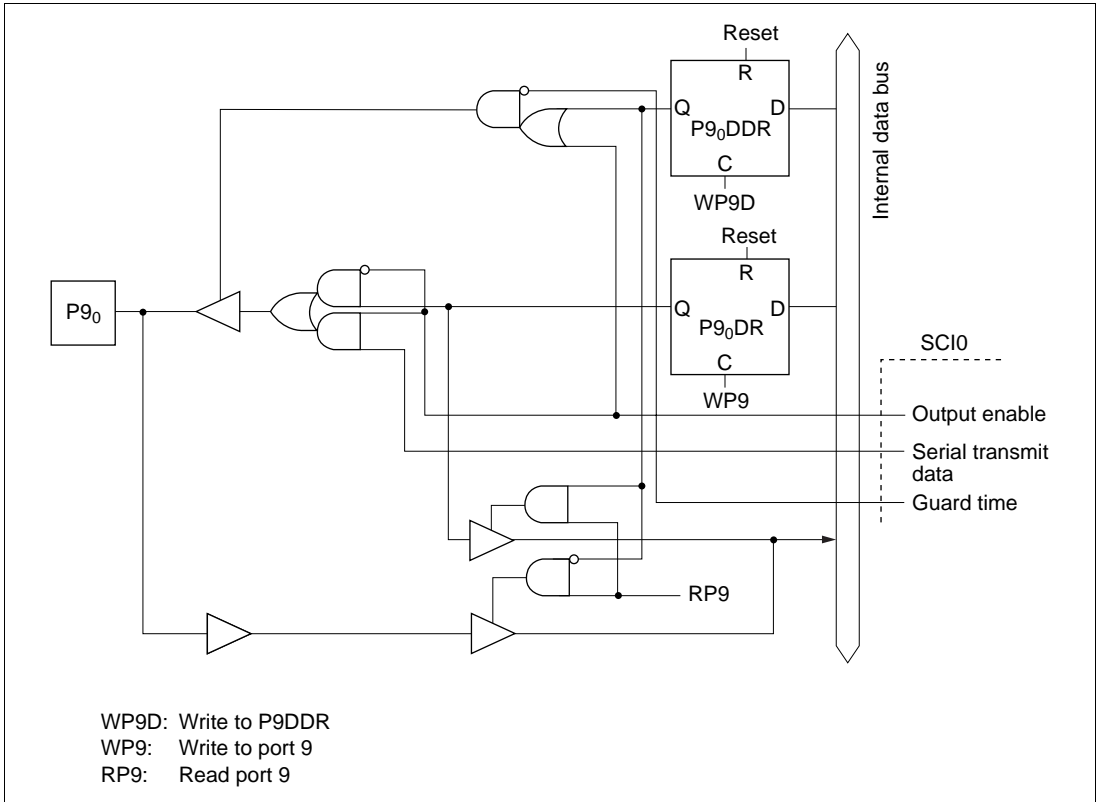 Reset
R
Q
D
P9₀DDR
C
WP9D
Internal data bus
Reset
R
P9₀
Q
D
P9₀DR
C
WP9
SCI0
Output enable
Serial transmit
data
Guard time
RP9
WP9D: Write to P9DDR
WP9: Write to port 9
RP9: Read port 9